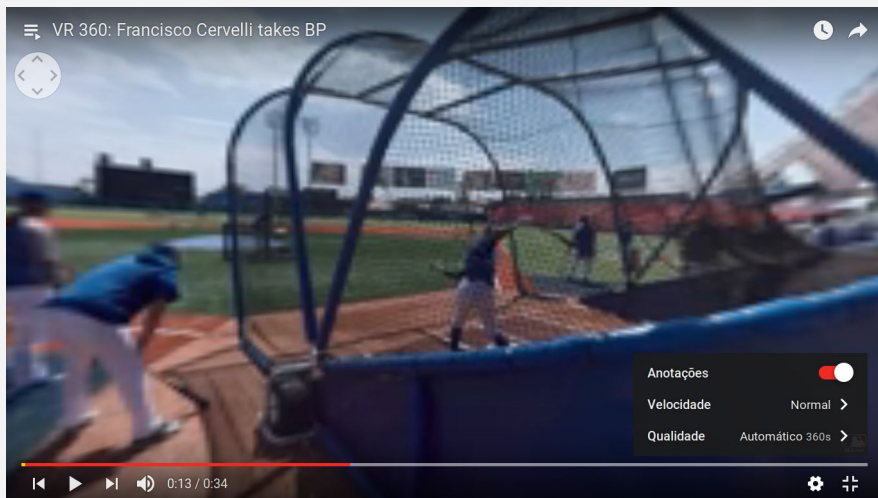 VR 360: Francisco Cervelli takes BP
Anotações
Velocidade Normal
Qualidade Automático 360s
0:13 / 0:34